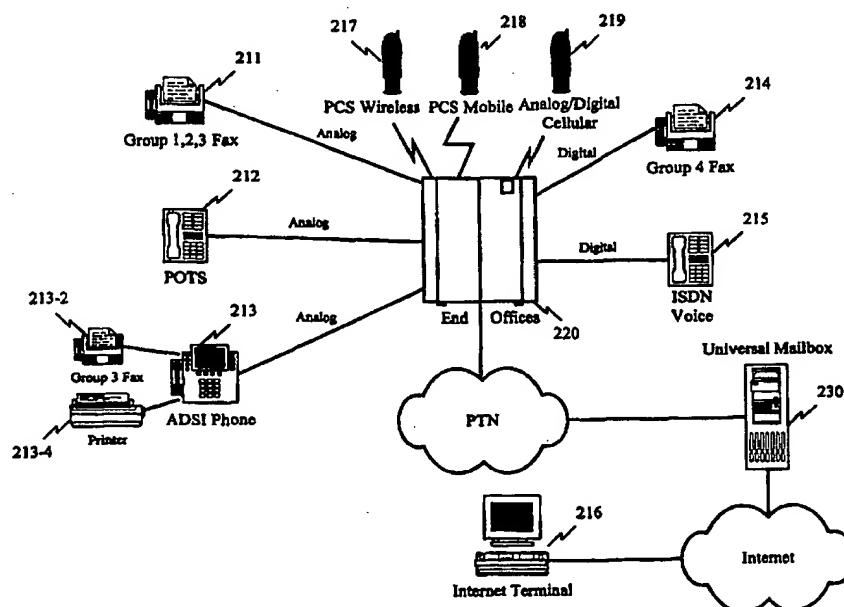 217
218
219
211
PCS Wireless
PCS Mobile
Analog/Digital
Cellular
214
Group 1,2,3 Fax
Analog
Digital
Group 4 Fax
212
Analog
POTS
Digital
215
ISDN
Voice
213-2
213
Analog
End
Offices
220
Group 3 Fax
ADSI Phone
Printer
213-4
PTN
Universal Mailbox
230
216
Internet Terminal
Internet